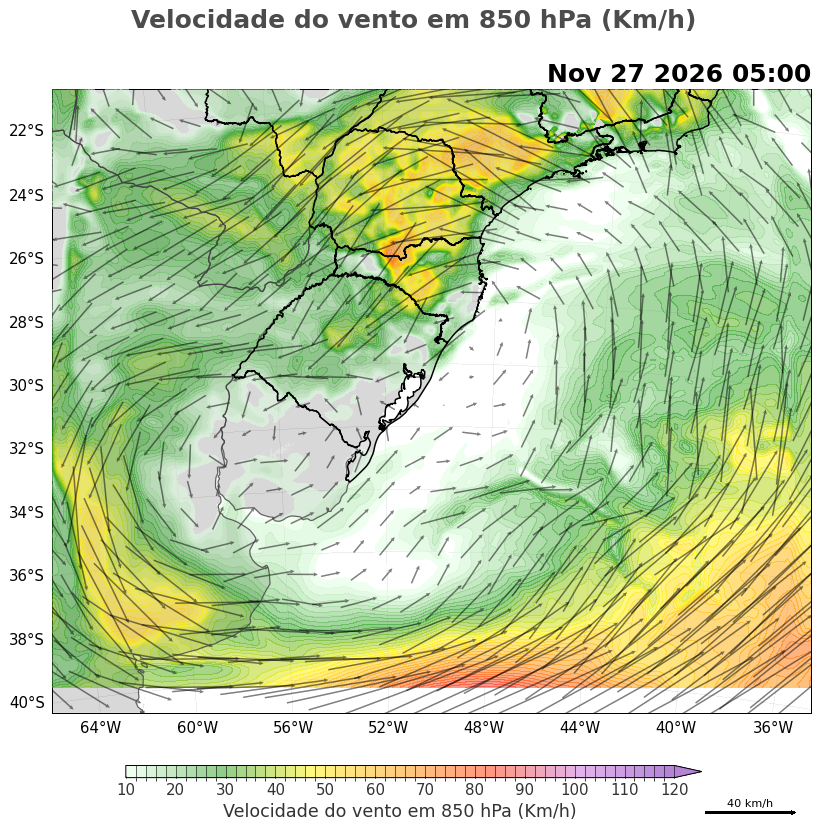 Velocidade do vento em 850 hPa (Km/h)
Nov 27 2026 05:00
22°S
24°S
26°S
28°S
30°S
32°S
34°S
36°S
38°S
40°S
64°W 60°W 56°W 52°W 48°W 44°W 40°W 36°W
10 20 30 40 50 60 70 80 90 100 110 120
Velocidade do vento em 850 hPa (Km/h)
40 km/h